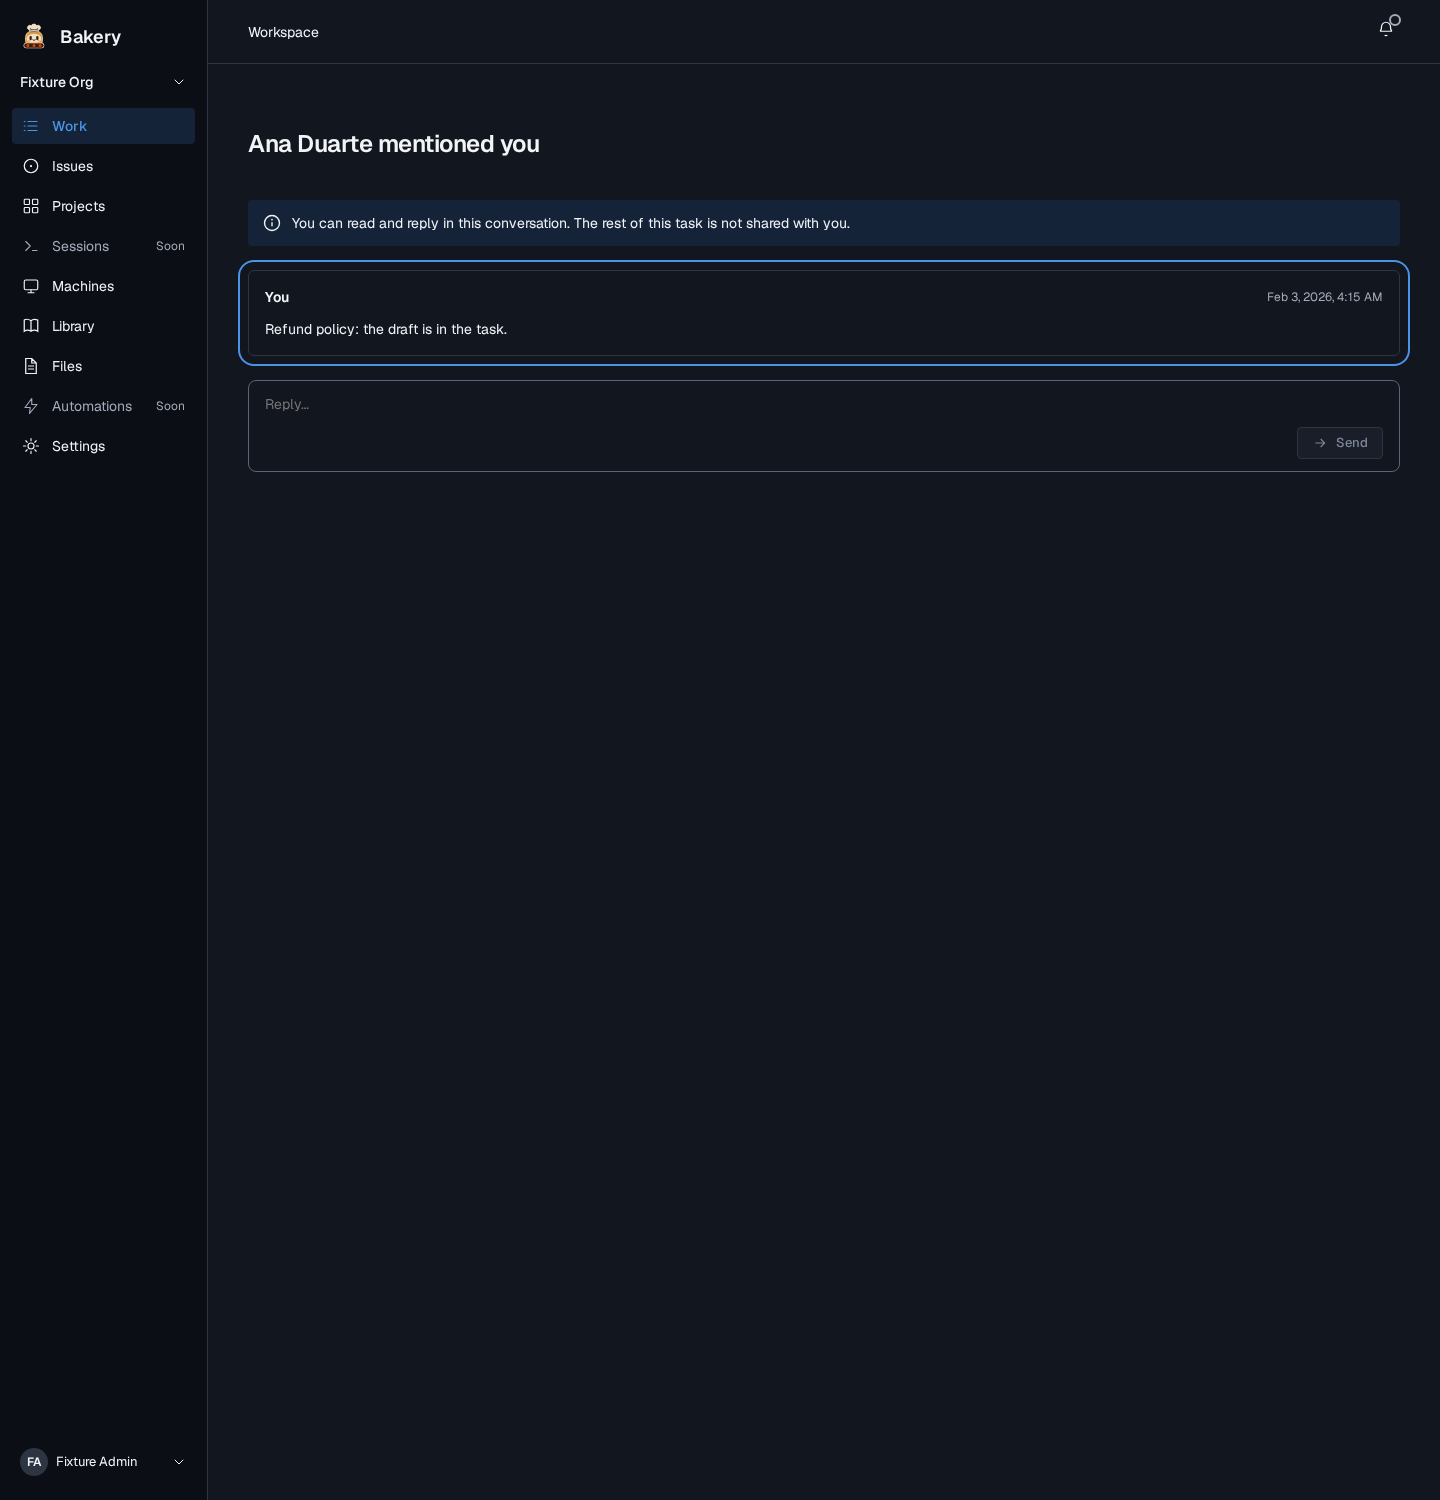 Bakery
Fixture Org
Work
Issues
Projects
Sessions Soon
Machines
Library
Files
Automations Soon
Settings
FA Fixture Admin
Workspace
Ana Duarte mentioned you
You can read and reply in this conversation. The rest of this task is not shared with you.
You Feb 3, 2026, 4:15 AM
Refund policy: the draft is in the task.
Reply...
Send